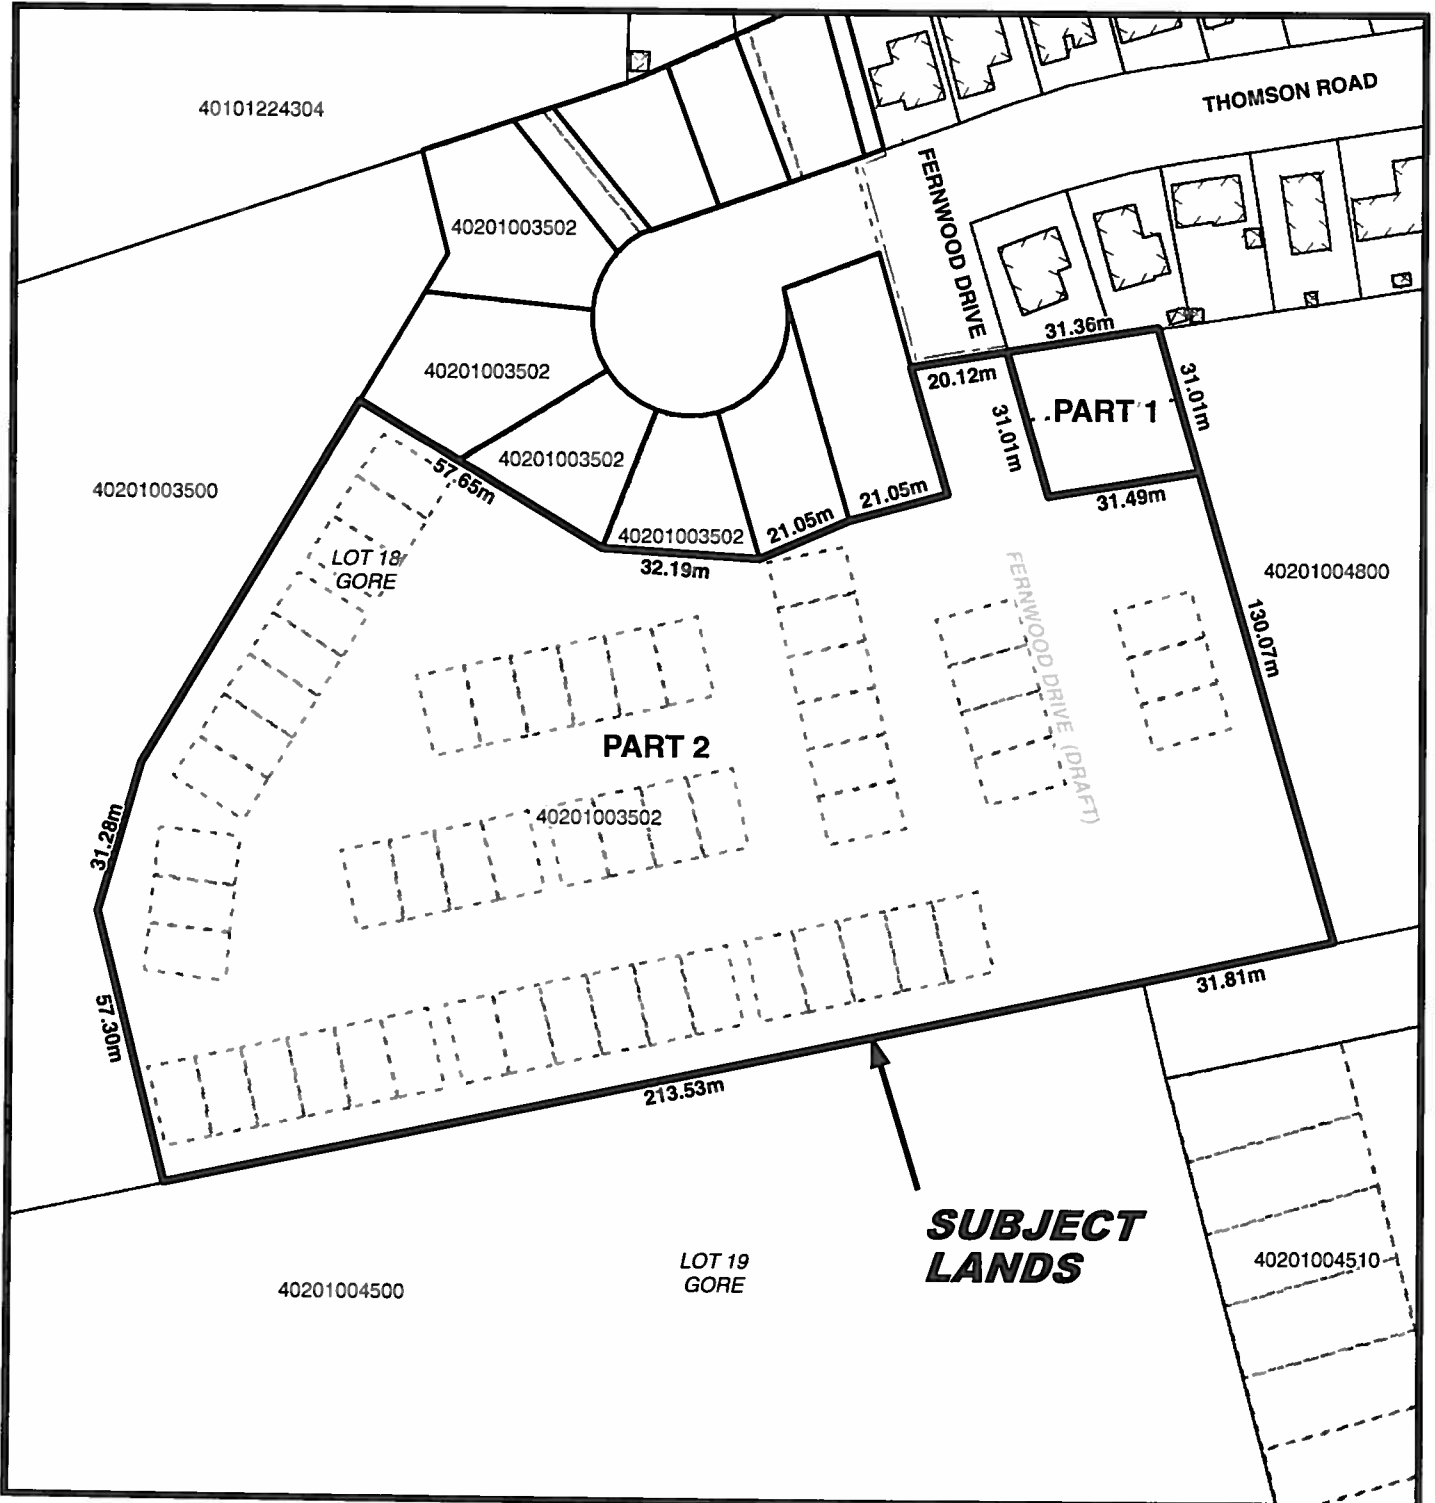 40101224304
THOMSON ROAD
FERNWOOD DRIVE
40201003502
31.36m
40201003502
20.12m
31.01m
PART 1
31.01m
40201003502
57.65m
40201003500
21.05m
31.49m
21.05m
40201003502
32.19m
LOT 18
GORE
40201004800
FERNWOOD DRIVE (DRAFT)
130.07m
PART 2
40201003502
31.28m
31.81m
57.30m
213.53m
SUBJECT
LANDS
LOT 19
GORE
40201004500
40201004510